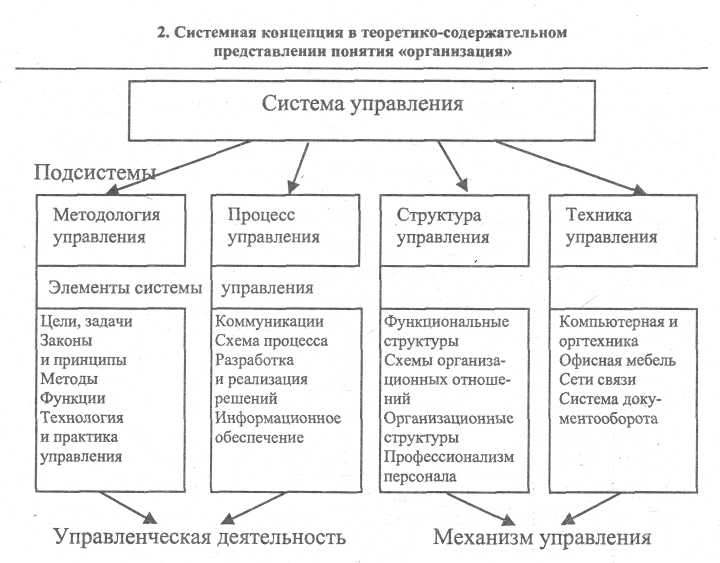 2. Системная концепция в теоретико-содержательном
представлении понятия «организация»
Система управления
Подсистемы
Методология
управления
Процесс
управления
Структура
управления
Техника
управления
Элементы системы управления
Цели, задачи
Законы
и принципы
Методы
Функции
Технология
и практика
управления
Коммуникации
Схема процесса
Разработка
и реализация
решений
Информационное
обеспечение
Функциональные
структуры
Схемы организа-
ционных отноше-
ний
Организационные
структуры
Профессионализм
персонала
Компьютерная и
оргтехника
Офисная мебель
Сети связи
Система доку-
ментооборота
Управленческая деятельность
Механизм управления